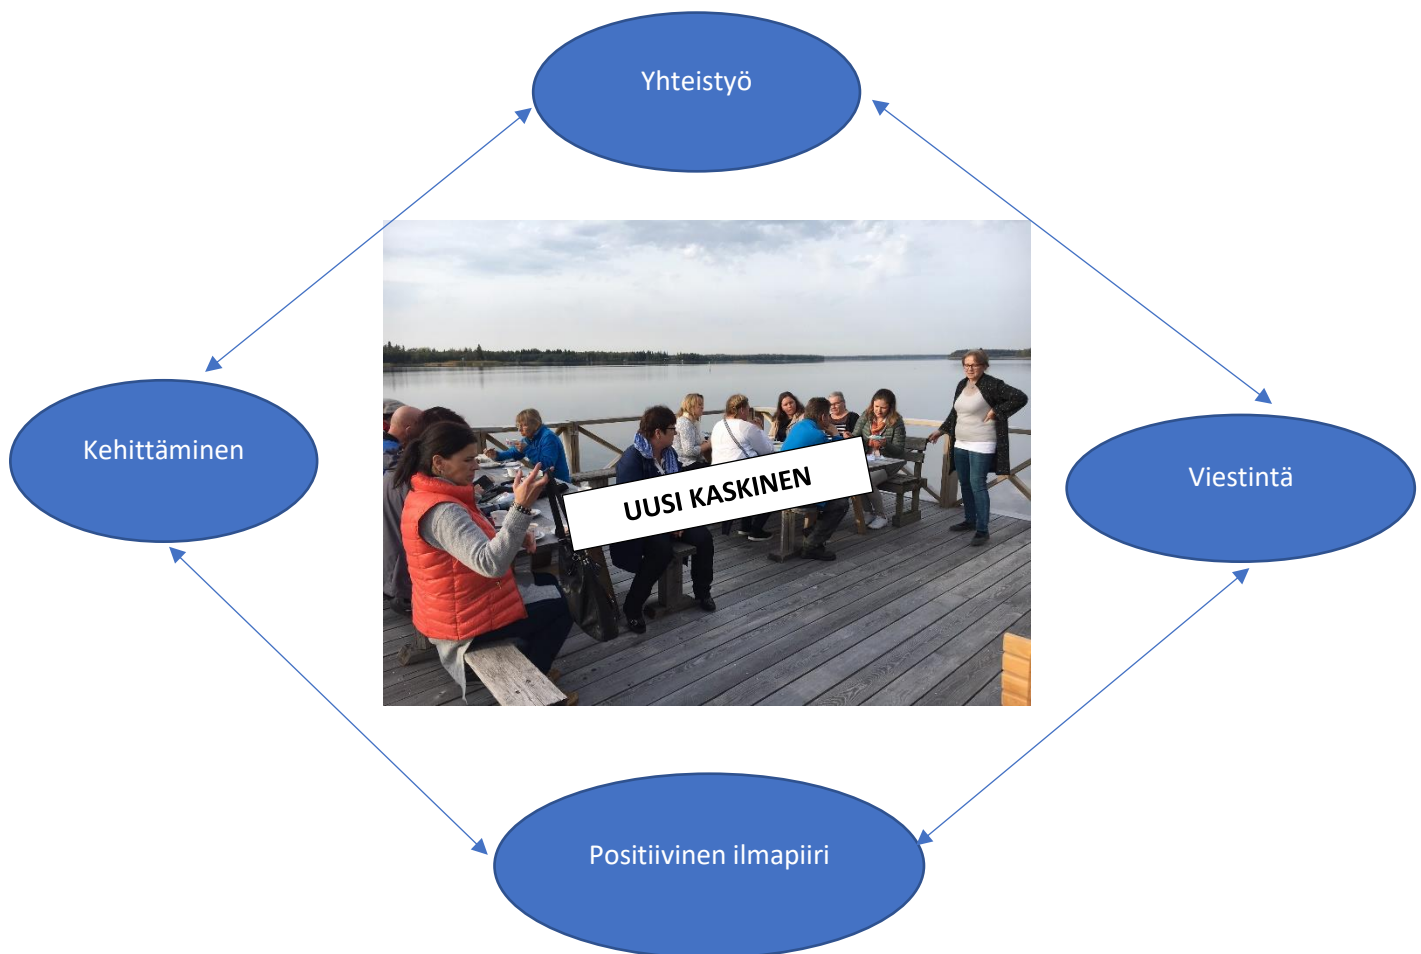 Yhteistyö
Kehittäminen
Viestintä
UUSI KASKINEN
Positiivinen ilmapiiri